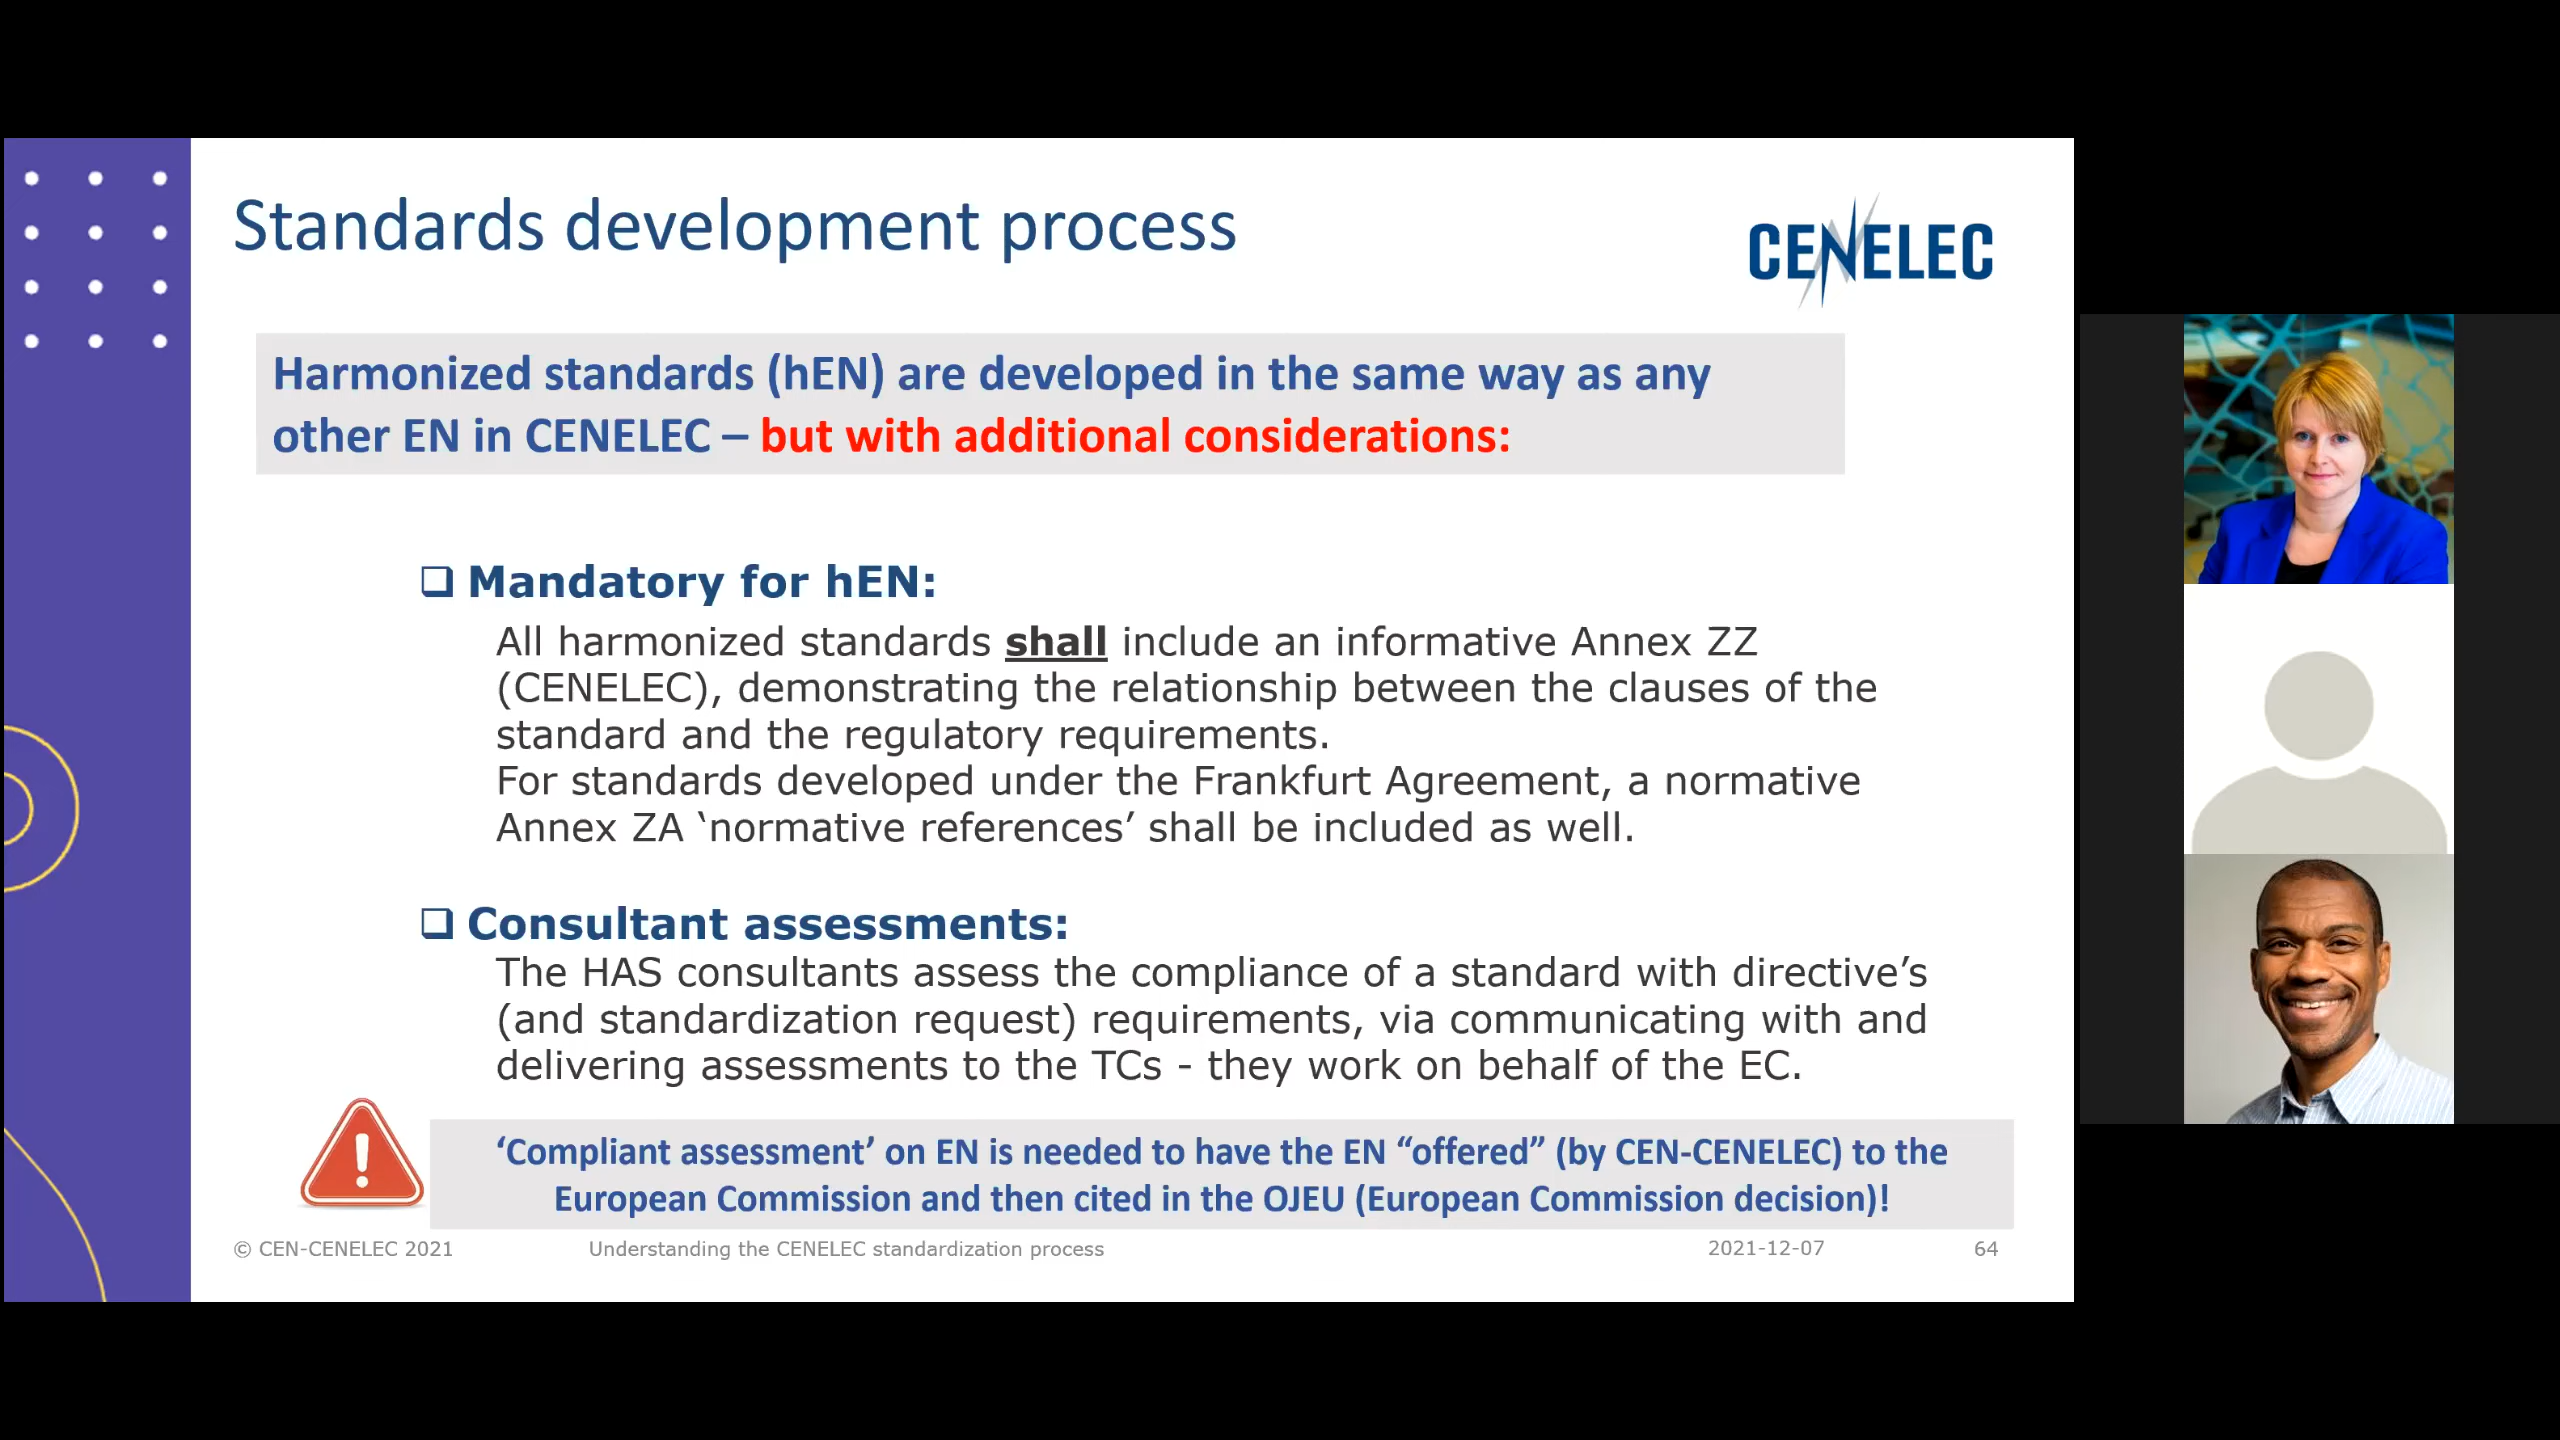 Standards development process
CENELEC
Harmonized standards (hEN) are developed in the same way as any
other EN in CENELEC – but with additional considerations:
❑ Mandatory for hEN:
All harmonized standards shall include an informative Annex ZZ
(CENELEC), demonstrating the relationship between the clauses of the
standard and the regulatory requirements.
For standards developed under the Frankfurt Agreement, a normative
Annex ZA ‘normative references’ shall be included as well.
❑ Consultant assessments:
The HAS consultants assess the compliance of a standard with directive’s
(and standardization request) requirements, via communicating with and
delivering assessments to the TCs - they work on behalf of the EC.
‘Compliant assessment’ on EN is needed to have the EN “offered” (by CEN-CENELEC) to the
European Commission and then cited in the OJEU (European Commission decision)!
© CEN-CENELEC 2021 Understanding the CENELEC standardization process 2021-12-07 64